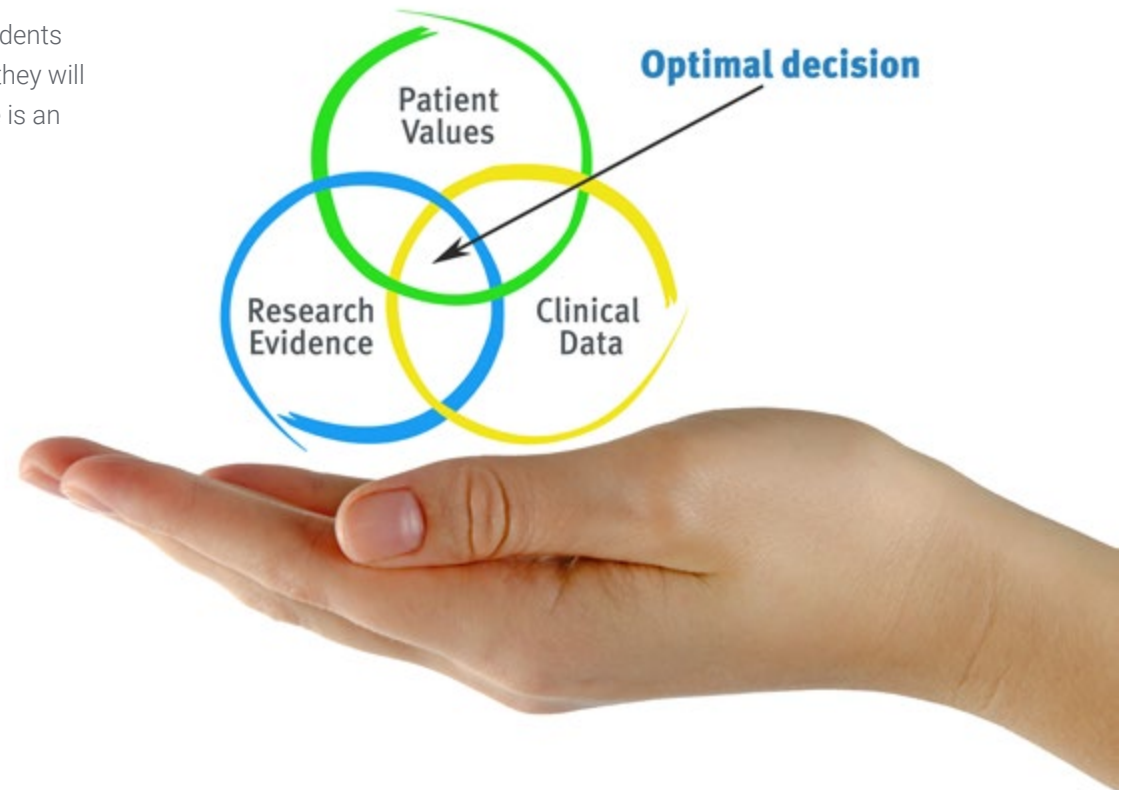 dents
they will
is an
Optimal decision
Patient
Values
Research
Evidence
Clinical
Data